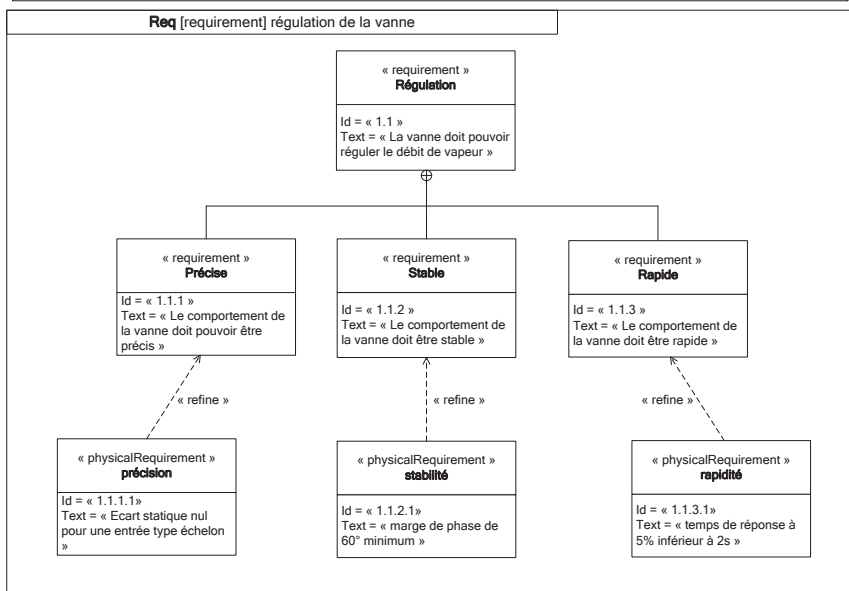 Req [requirement] régulation de la vanne
« requirement »
Régulation
Id = « 1.1 »
Text = « La vanne doit pouvoir
réguler le débit de vapeur »
« requirement »
Précise
Id = « 1.1.1 »
Text = « Le comportement de
la vanne doit pouvoir être
précis »
« requirement »
Stable
Id = « 1.1.2 »
Text = « Le comportement de
la vanne doit être stable »
« requirement »
Rapide
Id = « 1.1.3 »
Text = « Le comportement de
la vanne doit être rapide »
« refine »
« refine »
« refine »
« physicalRequirement »
précision
Id = « 1.1.1.1»
Text = « Ecart statique nul
pour une entrée type échelon
»
« physicalRequirement »
stabilité
Id = « 1.1.2.1»
Text = « marge de phase de
60° minimum »
« physicalRequirement »
rapidité
Id = « 1.1.3.1»
Text = « temps de réponse à
5% inférieur à 2s »